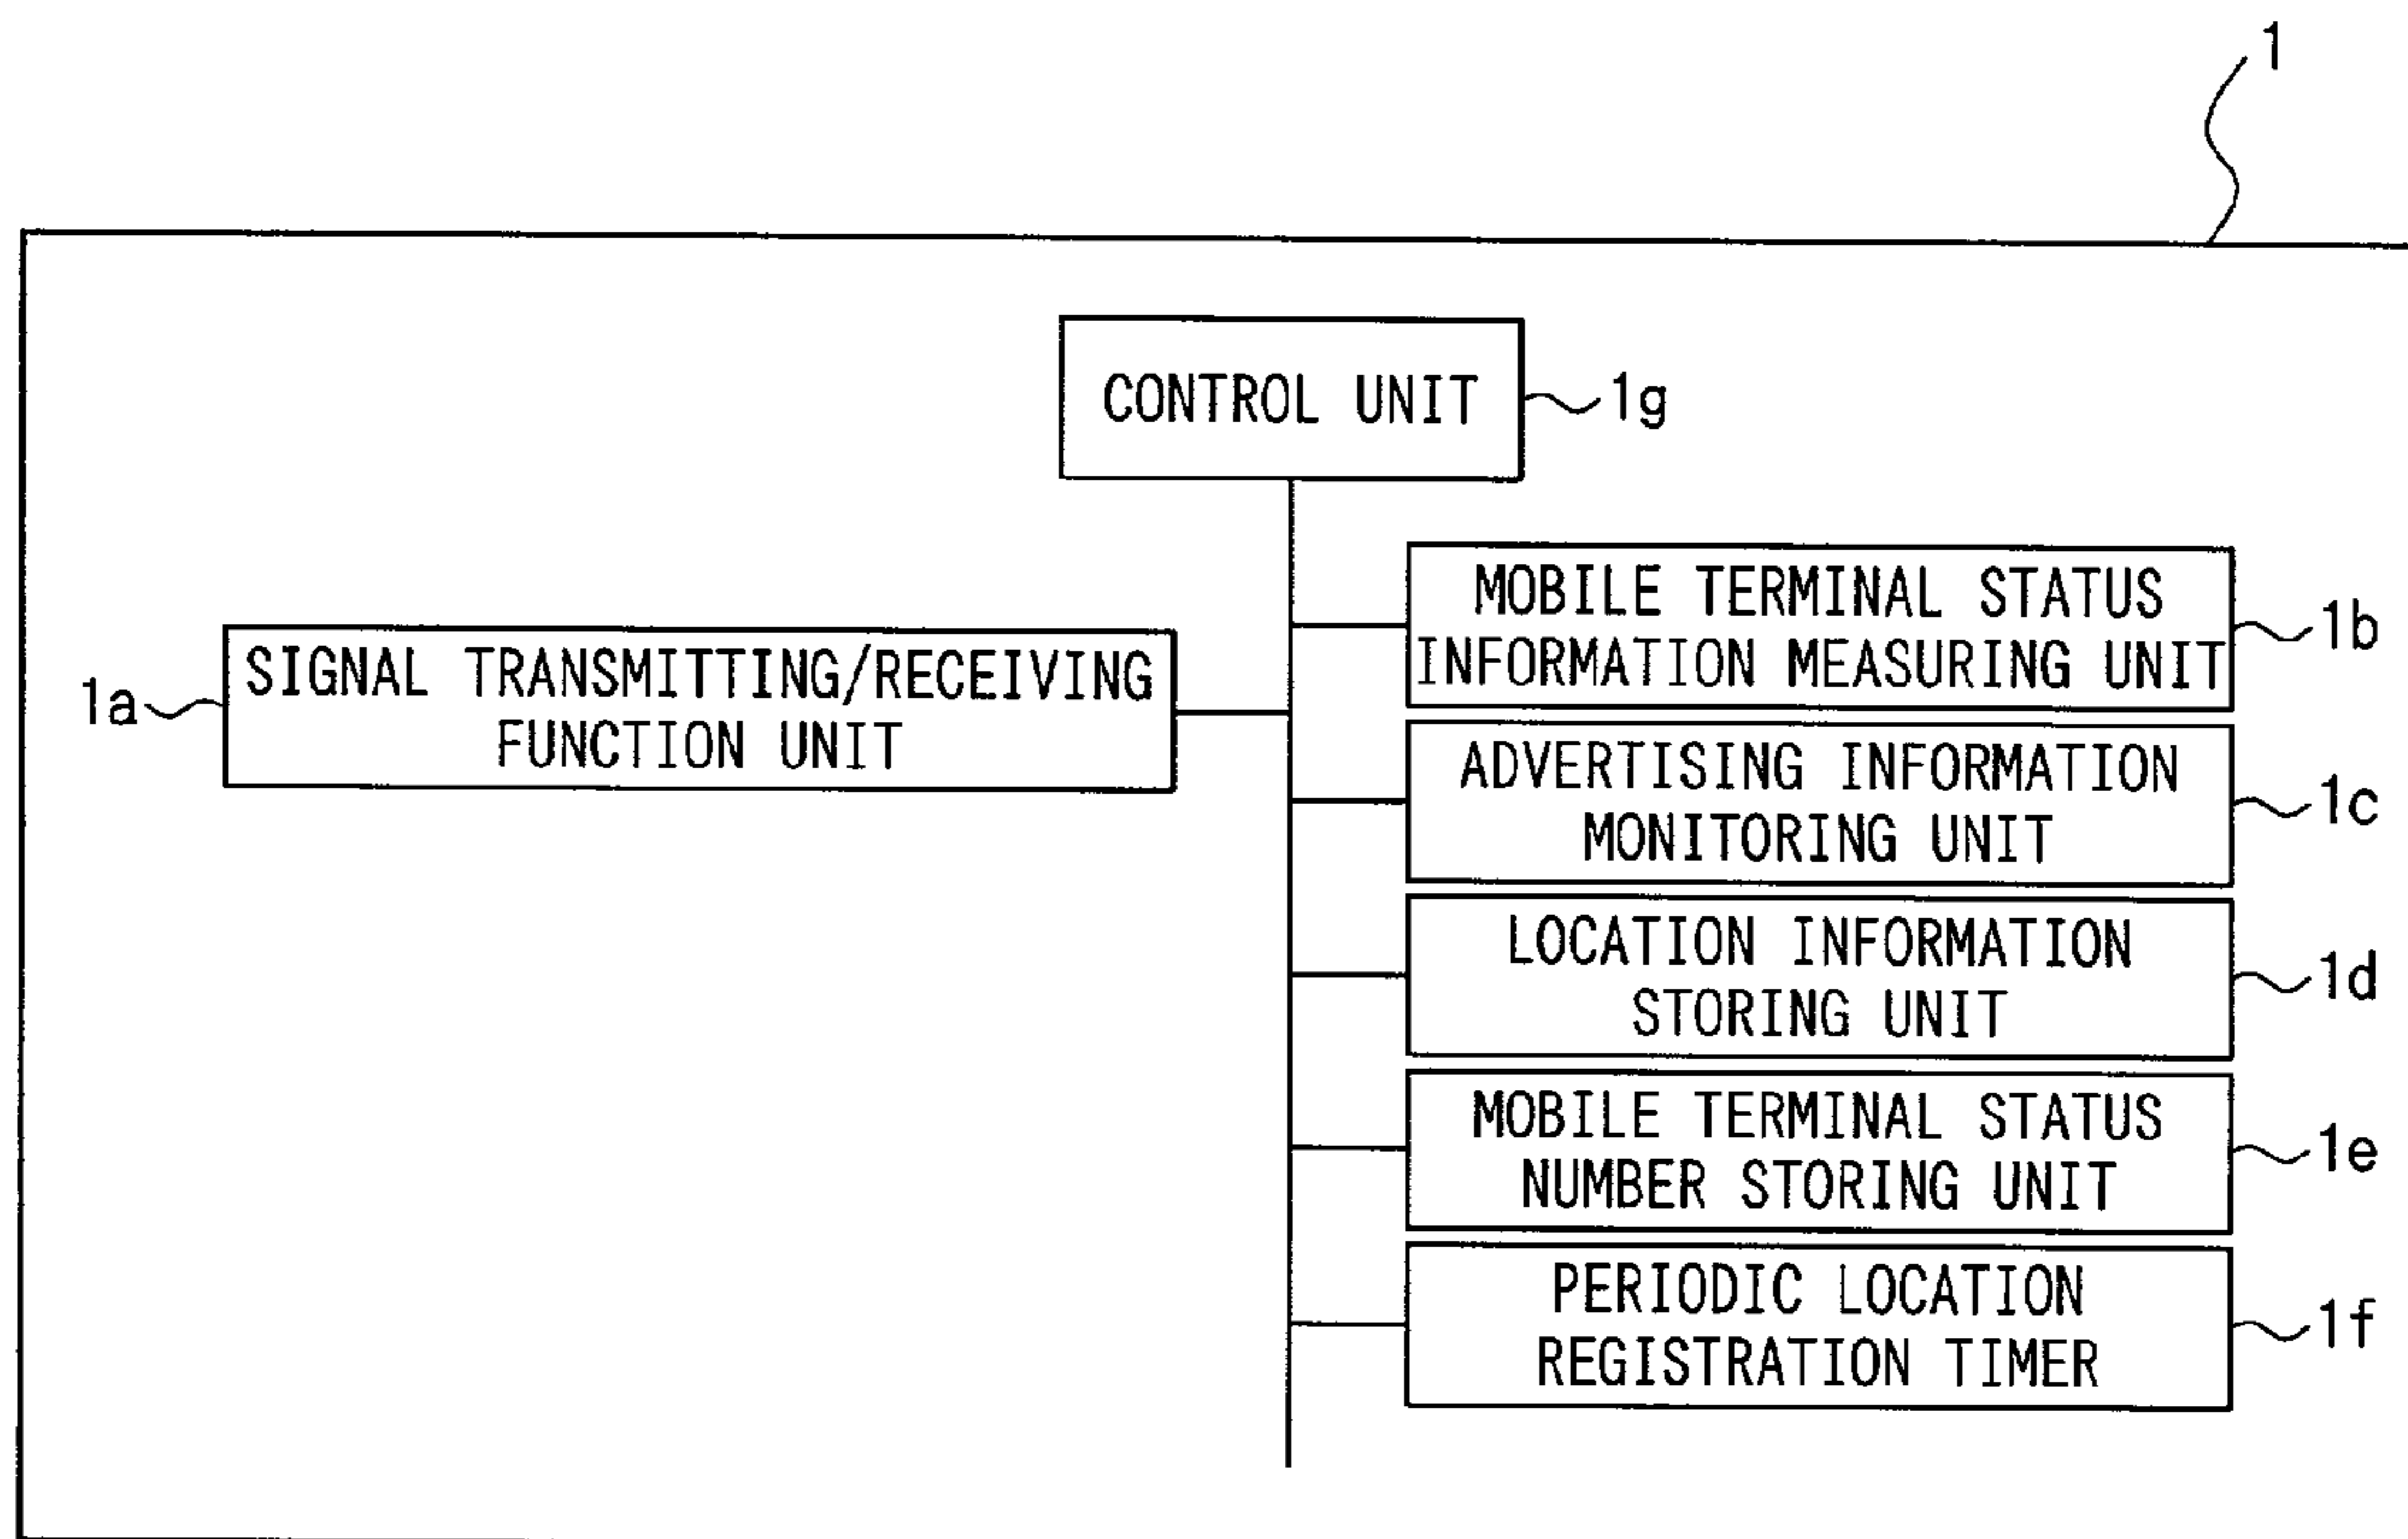 1
CONTROL UNIT
1g
MOBILE TERMINAL STATUS
INFORMATION MEASURING UNIT
1b
1a
SIGNAL TRANSMITTING/RECEIVING
FUNCTION UNIT
ADVERTISING INFORMATION
MONITORING UNIT
1c
LOCATION INFORMATION
STORING UNIT
1d
MOBILE TERMINAL STATUS
NUMBER STORING UNIT
1e
PERIODIC LOCATION
REGISTRATION TIMER
1f